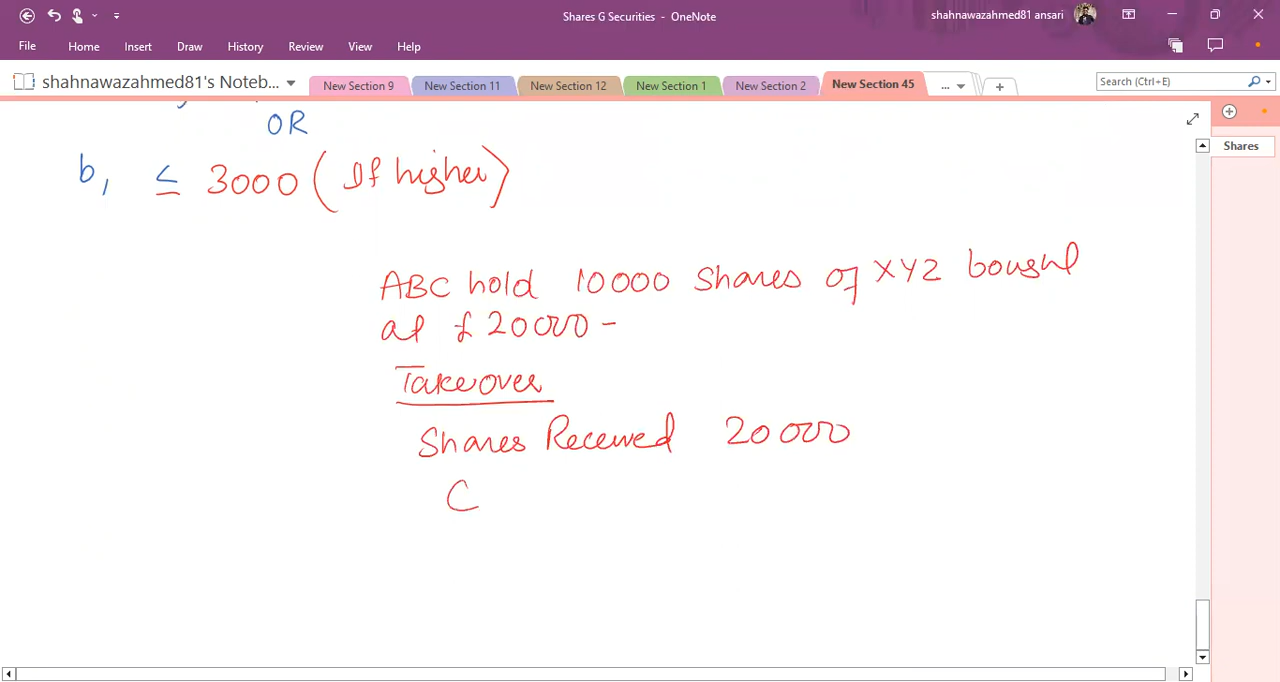 Shares G Securities - OneNote
shahnawazahmed81 ansari
File Home Insert Draw History Review View Help
shahnawazahmed81's Noteb... New Section 9 New Section 11 New Section 12 New Section 1 New Section 2 New Section 45 ... + Search (Ctrl+E)
Shares
OR
b, ≤ 3000 (If higher)
ABC hold 10000 Shares of XYZ bought
at £20000 -
Takeover
Shares Received 20000
C